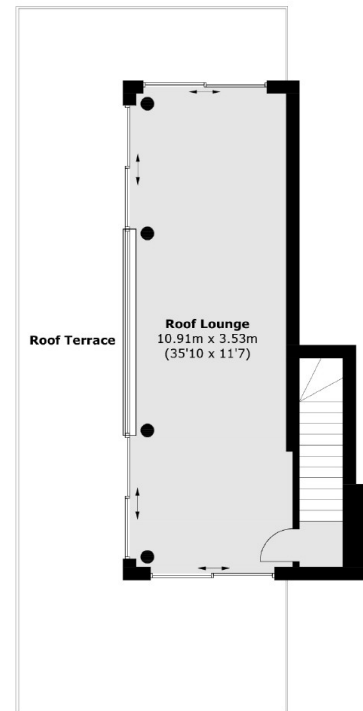 Roof Terrace
Roof Lounge
10.91m x 3.53m
(35'10 x 11'7)